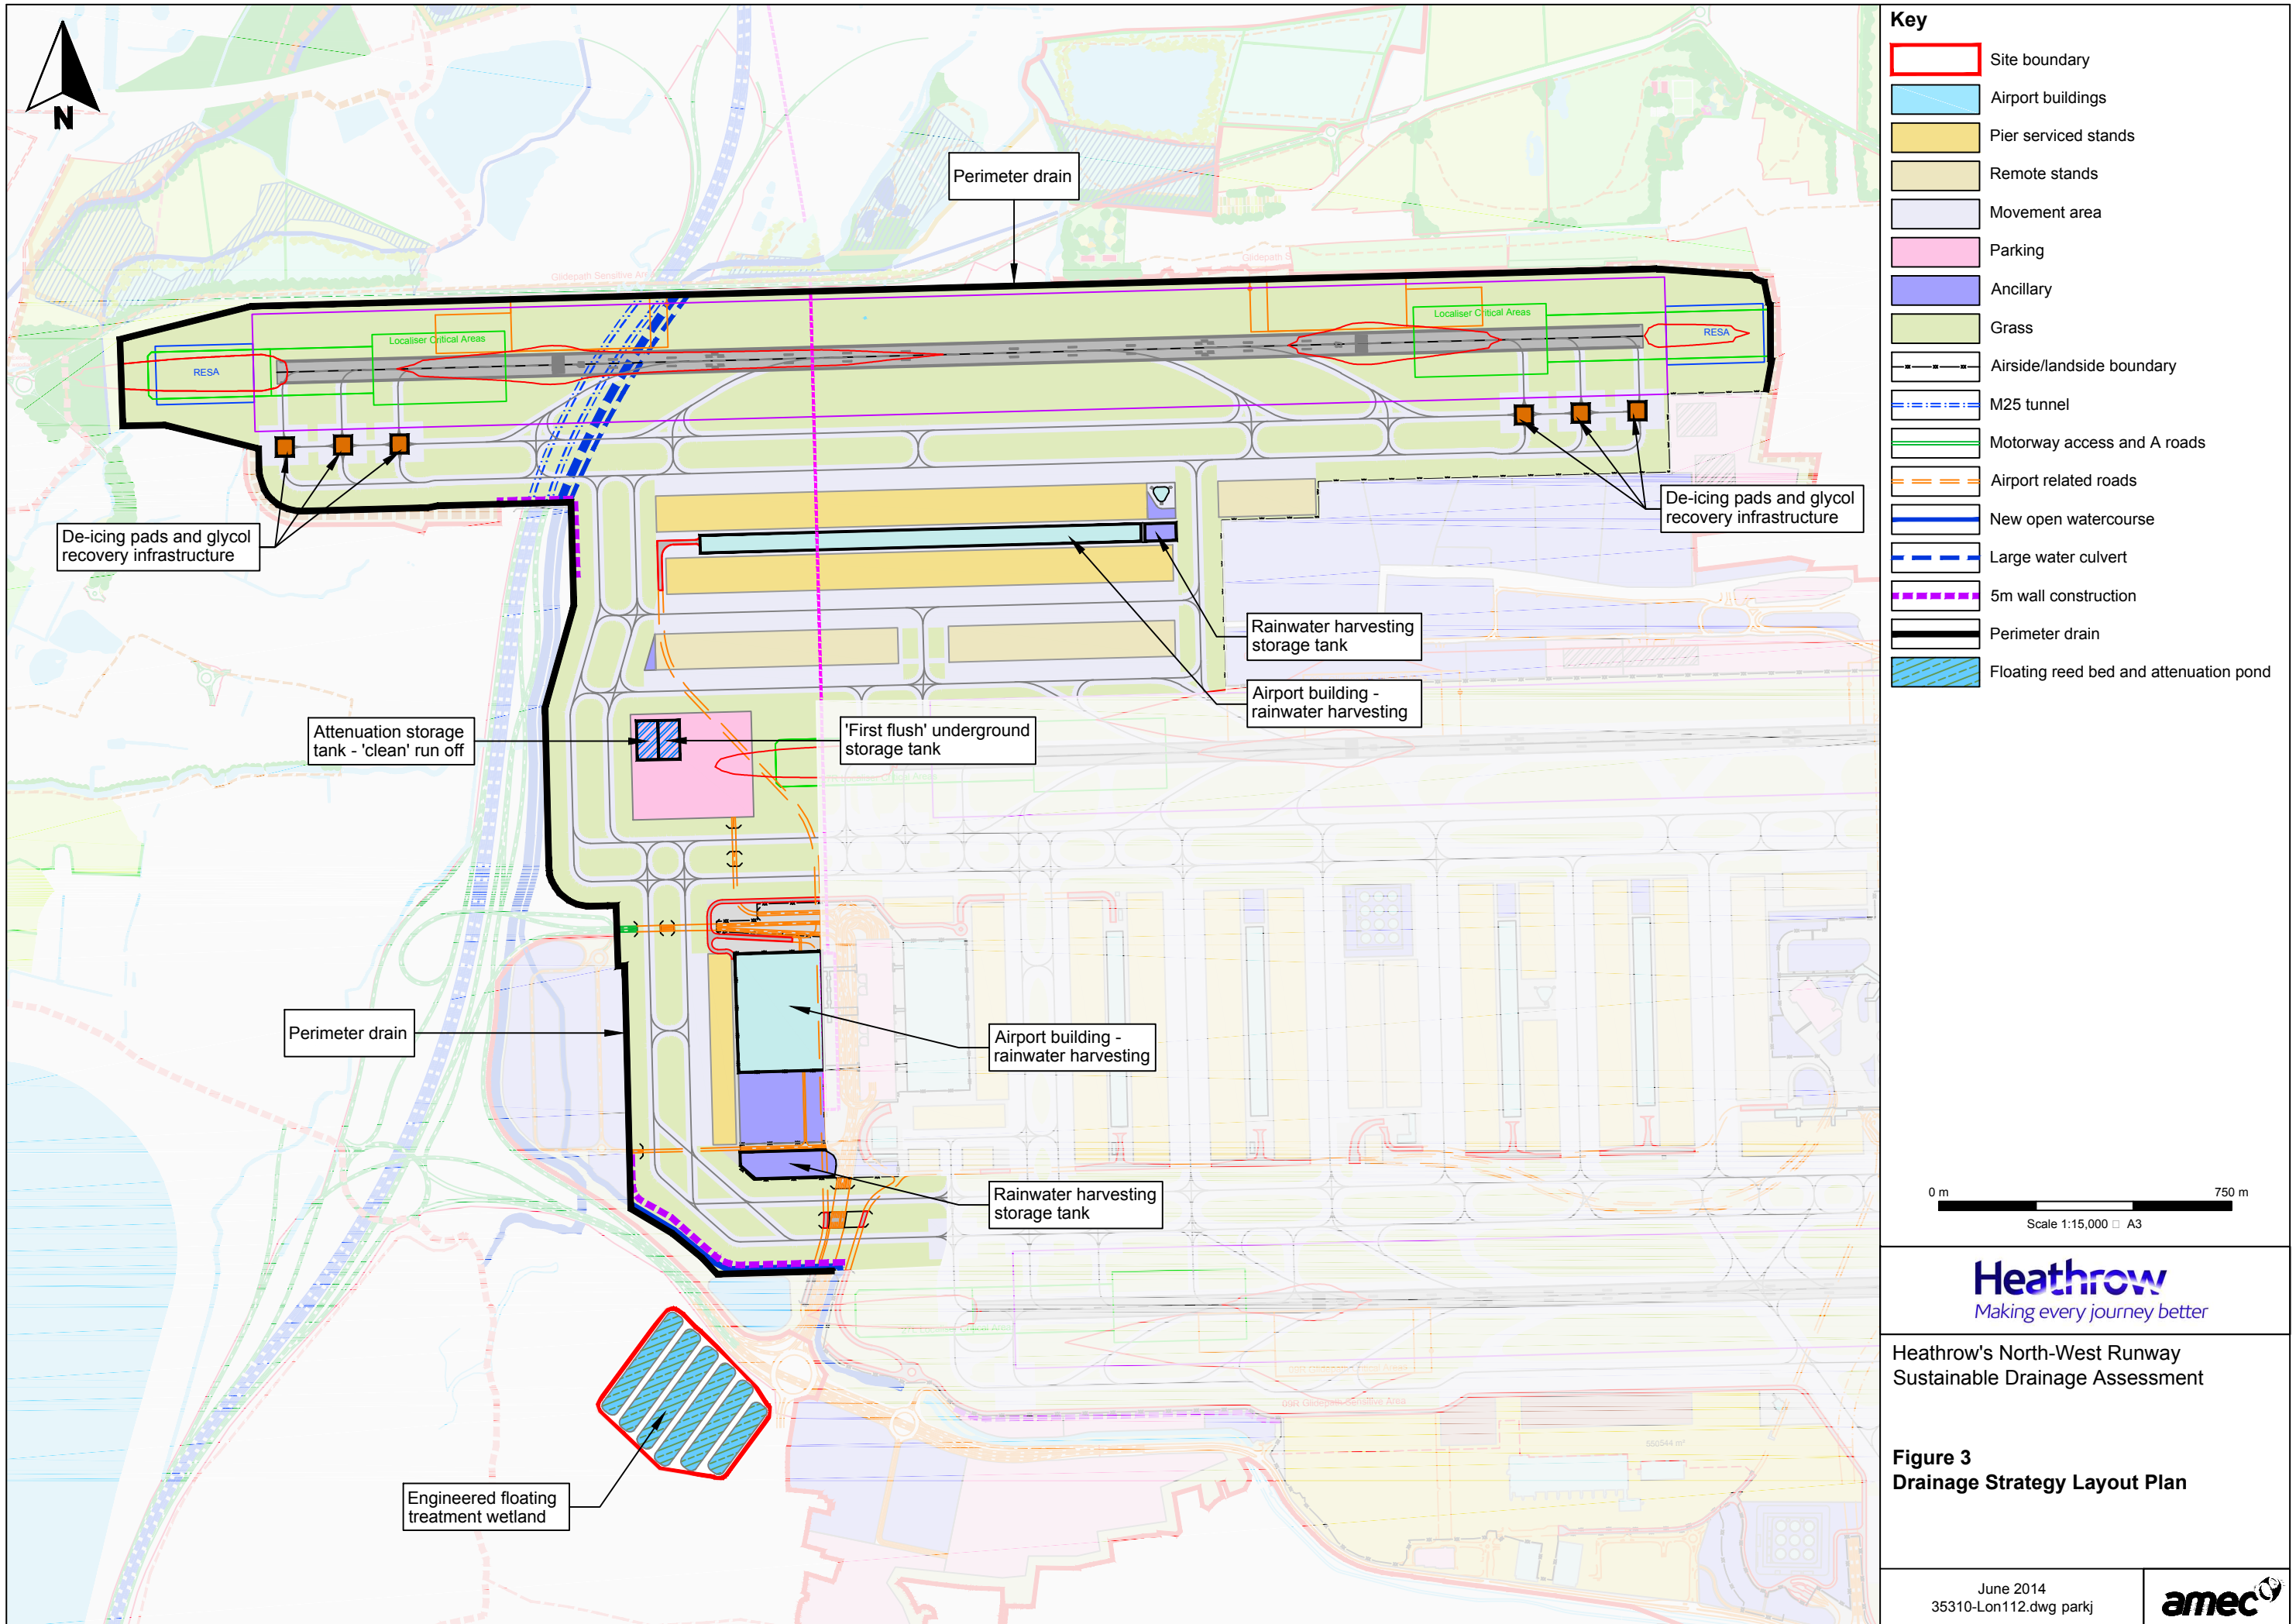 N
Perimeter drain
Glidepath Sensitive Area
Localiser Critical Areas
RESA
Localiser Critical Areas
RESA
De-icing pads and glycol
recovery infrastructure
De-icing pads and glycol
recovery infrastructure
Rainwater harvesting
storage tank
Airport building -
rainwater harvesting
Attenuation storage
tank - 'clean' run off
'First flush' underground
storage tank
Perimeter drain
Airport building -
rainwater harvesting
Rainwater harvesting
storage tank
Engineered floating
treatment wetland
09R Glidepath Sensitive Area
Key
Site boundary
Airport buildings
Pier serviced stands
Remote stands
Movement area
Parking
Ancillary
Grass
Airside/landside boundary
M25 tunnel
Motorway access and A roads
Airport related roads
New open watercourse
Large water culvert
5m wall construction
Perimeter drain
Floating reed bed and attenuation pond
0 m 750 m
Scale 1:15,000 □ A3
Heathrow
Making every journey better
Heathrow's North-West Runway
Sustainable Drainage Assessment
Figure 3
Drainage Strategy Layout Plan
June 2014
35310-Lon112.dwg parkj
amec